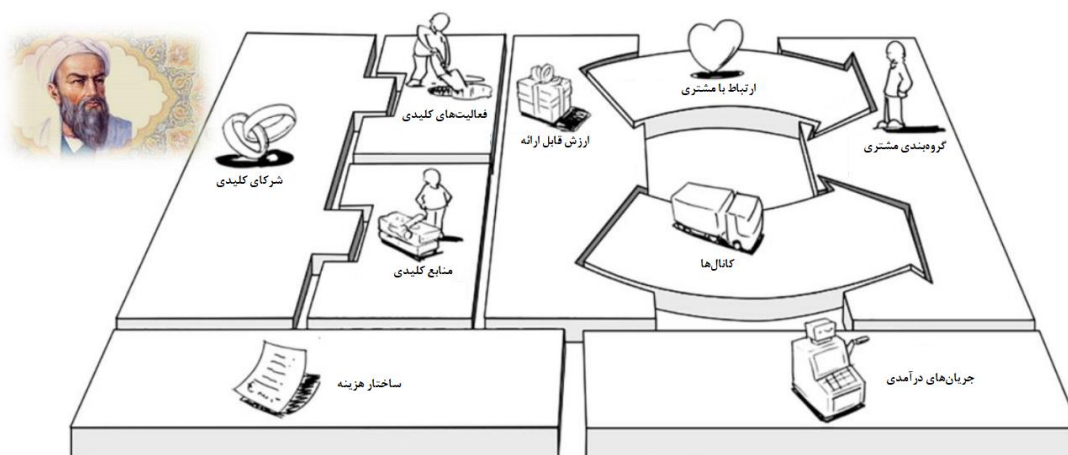 ارتباط با مشتری
فعالیت‌های کلیدی
ارزش قابل ارائه
گروه‌بندی مشتری
شرکای کلیدی
کانال‌ها
منابع کلیدی
جریان‌های درآمدی
ساختار هزینه